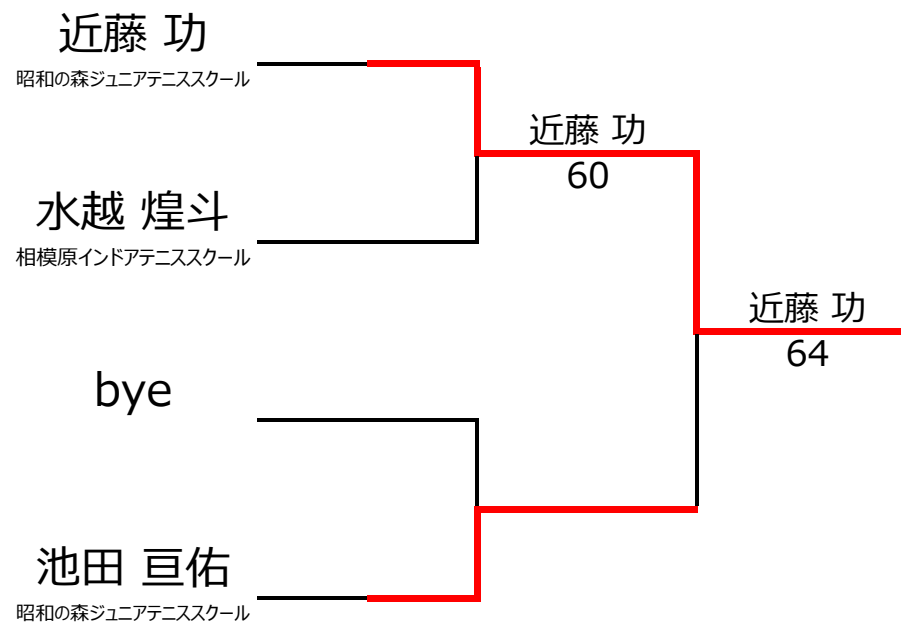 近藤 功
昭和の森ジュニアテニススクール
近藤 功
60
水越 煌斗
相模原インドアテニススクール
近藤 功
64
bye
池田 亘佑
昭和の森ジュニアテニススクール